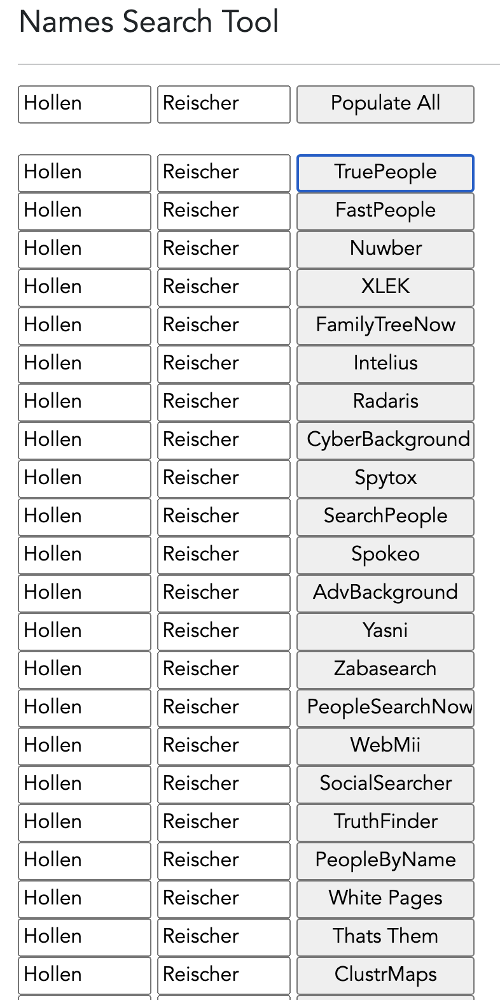 Names Search Tool
Hollen Reischer Populate All
Hollen Reischer TruePeople
Hollen Reischer FastPeople
Hollen Reischer Nuwber
Hollen Reischer XLEK
Hollen Reischer FamilyTreeNow
Hollen Reischer Intelius
Hollen Reischer Radaris
Hollen Reischer CyberBackground
Hollen Reischer Spytox
Hollen Reischer SearchPeople
Hollen Reischer Spokeo
Hollen Reischer AdvBackground
Hollen Reischer Yasni
Hollen Reischer Zabasearch
Hollen Reischer PeopleSearchNow
Hollen Reischer WebMii
Hollen Reischer SocialSearcher
Hollen Reischer TruthFinder
Hollen Reischer PeopleByName
Hollen Reischer White Pages
Hollen Reischer Thats Them
Hollen Reischer ClustrMaps